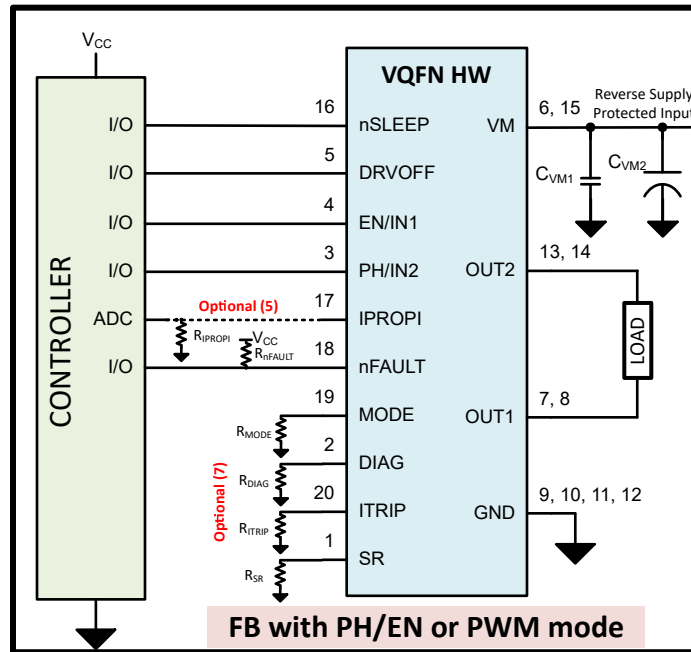 VCC
VQFN HW
CONTROLLER
I/O
16
nSLEEP
VM
6, 15
Reverse Supply
Protected Input
I/O
5
DRVOFF
CVM1
CVM2
I/O
4
EN/IN1
I/O
3
PH/IN2
OUT2
13, 14
ADC
Optional (5)
17
IPROPI
RIPROPI
VCC
RnFAULT
LOAD
I/O
18
nFAULT
19
MODE
OUT1
7, 8
RMODE
2
DIAG
RDIAG
Optional (7)
20
ITRIP
GND
9, 10, 11, 12
RITRIP
1
SR
RSR
FB with PH/EN or PWM mode